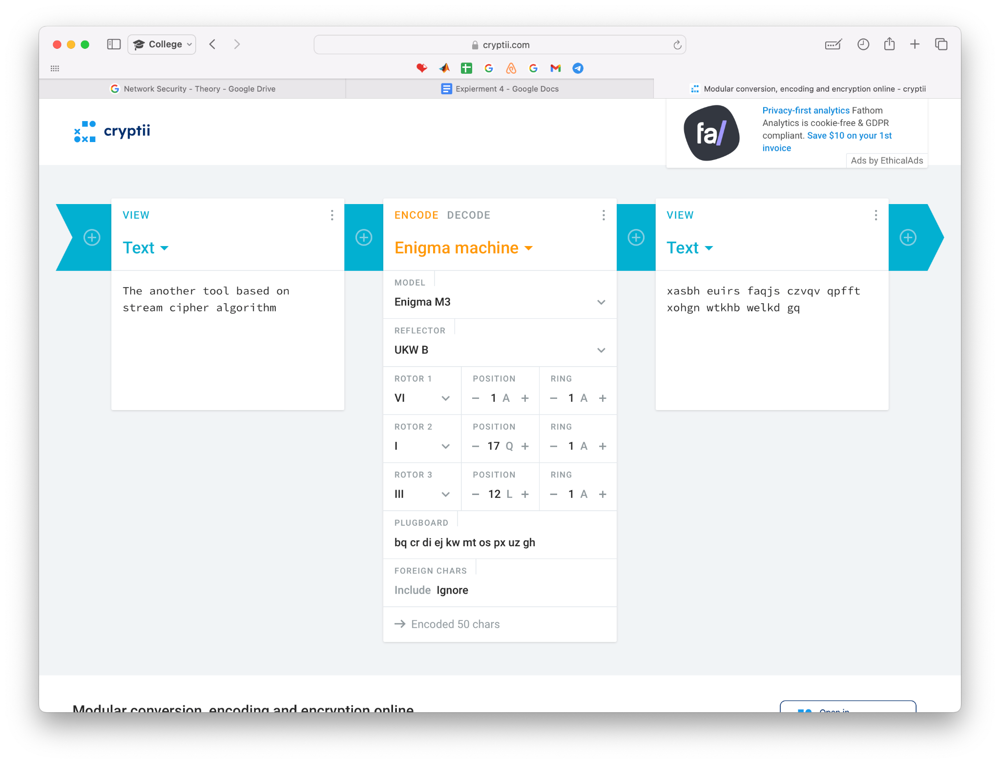 College
cryptii.com
Network Security - Theory - Google Drive
Expierment 4 - Google Docs
Modular conversion, encoding and encryption online - cryptii
cryptii
fa/
Privacy-first analytics Fathom
Analytics is cookie-free & GDPR
compliant. Save $10 on your 1st
invoice
Ads by EthicalAds
VIEW
Text
The another tool based on
stream cipher algorithm
ENCODE DECODE
Enigma machine
MODEL
Enigma M3
REFLECTOR
UKW B
ROTOR 1 POSITION RING
VI − 1 A + − 1 A +
ROTOR 2 POSITION RING
I − 17 Q + − 1 A +
ROTOR 3 POSITION RING
III − 12 L + − 1 A +
PLUGBOARD
bq cr di ej kw mt os px uz gh
FOREIGN CHARS
Include Ignore
→ Encoded 50 chars
VIEW
Text
xasbh euirs faqjs czvqv qpfft
xohgn wtkhb welkd gq
Modular conversion, encoding and encryption online
Open in